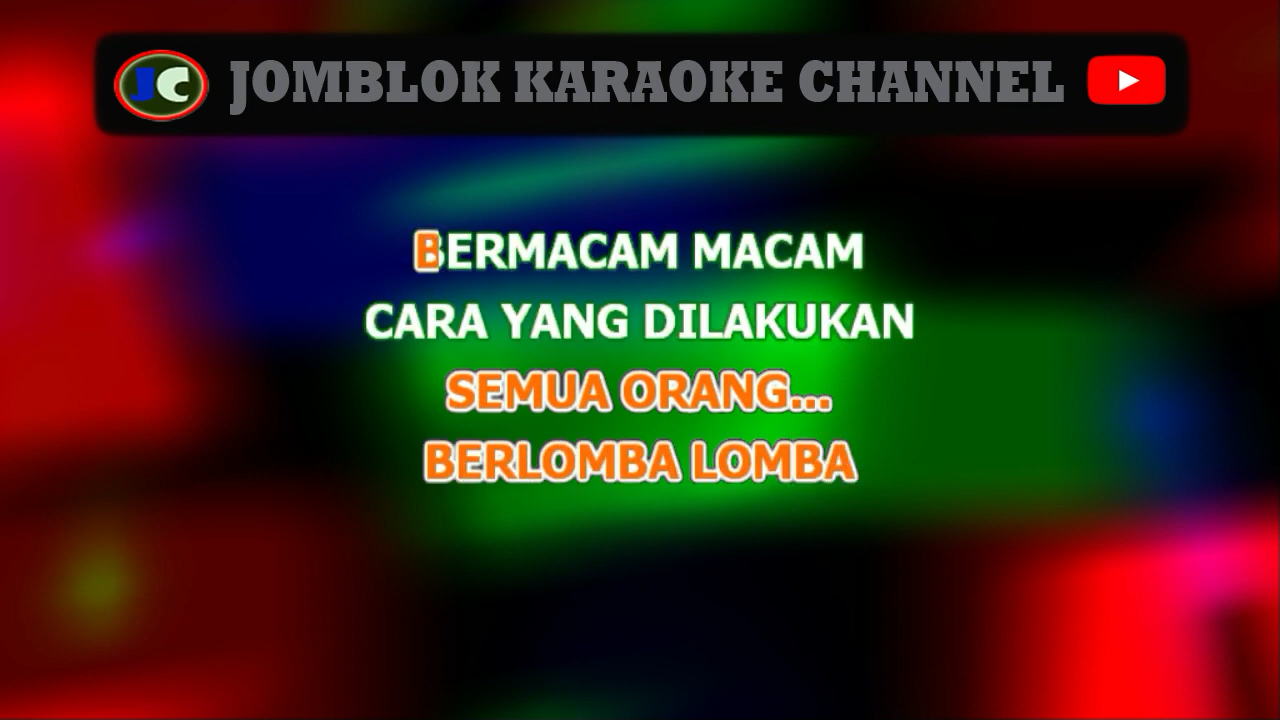 JC JOMBLOK KARAOKE CHANNEL
BERMACAM MACAM
CARA YANG DILAKUKAN
SEMUA ORANG...
BERLOMBA LOMBA